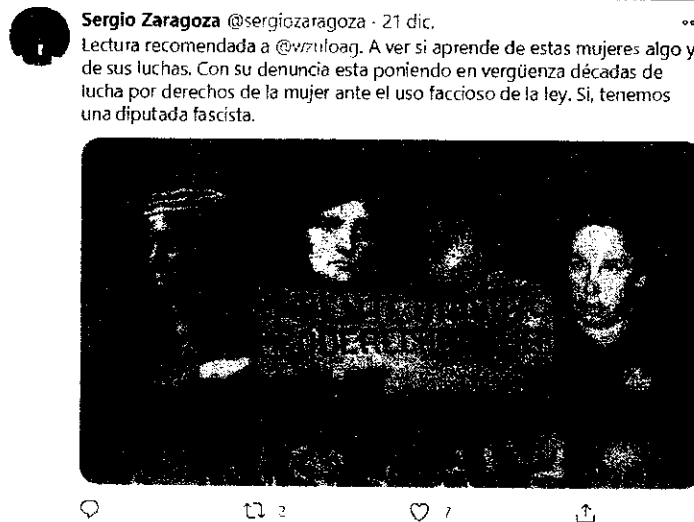 Sergio Zaragoza @sergiozaragoza · 21 dic.
Lectura recomendada a A ver si aprende de estas mujeres algo y
de sus luchas. Con su denuncia esta poniendo en vergüenza décadas de
lucha por derechos de la mujer ante el uso faccioso de la ley. Si, tenemos
una diputada fascista.
2 7